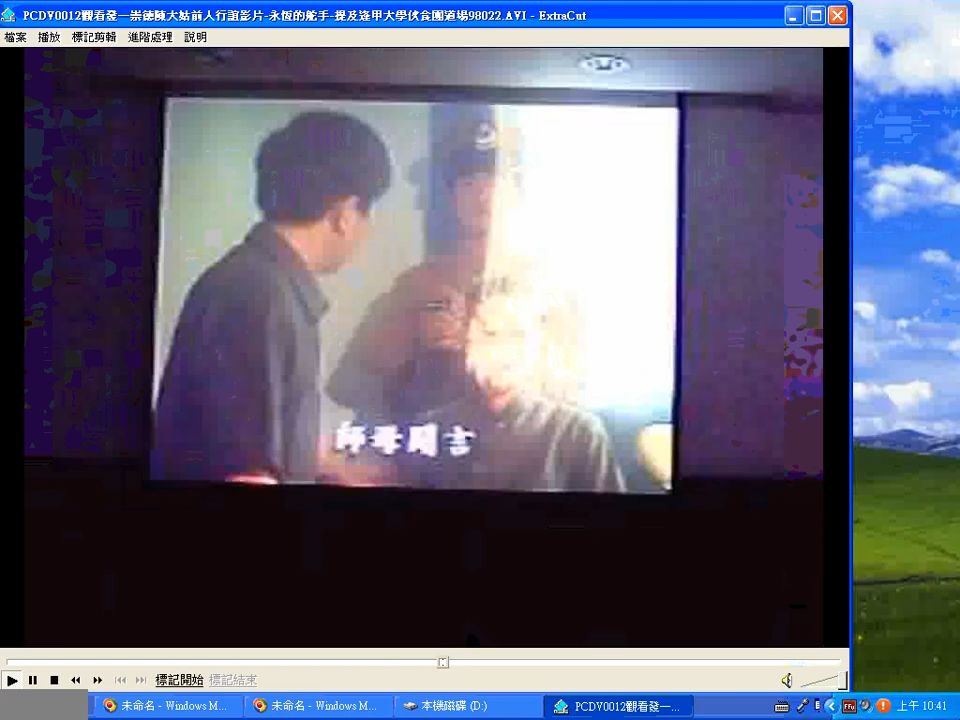 PCDV0012觀看發一崇德陳大姑前人行誼影片-永恆的舵手-提及逢甲大學伙食團道場98022.AVI - ExtraCut
檔案 播放 標記剪輯 進階處理 說明
師母聞言
標記開始 標記結束
未命名 - Windows M... 未命名 - Windows M... 本機磁碟 (D:) PCDV0012觀看發一... 上午 10:41